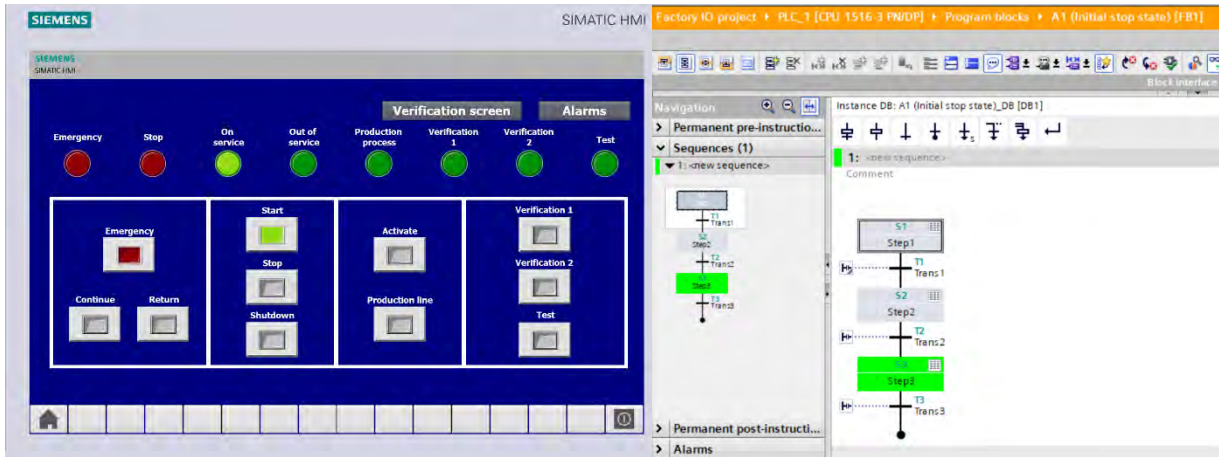 SIEMENS
SIMATIC HMI
SIEMENS
SIMATIC HMI
Verification screen
Alarms
Emergency
Stop
On service
Out of service
Production process
Verification 1
Verification 2
Test
Emergency
Continue
Return
Start
Stop
Shutdown
Activate
Production line
Verification 1
Verification 2
Test
Factory IO project ▸ PLC_1 [CPU 1516-3 PN/DP] ▸ Program blocks ▸ A1 (Initial stop state) [FB1]
Block interface
Navigation
Permanent pre-instructio...
Sequences (1)
1: <new sequence>
T1
Trans1
S2
Step2
T2
Trans2
Step3
T3
Trans3
Permanent post-instructi...
Alarms
Instance DB: A1 (Initial stop state)_DB [DB1]
1: <new sequence>
Comment
S1
Step1
T1
Trans1
S2
Step2
T2
Trans2
Step3
T3
Trans3